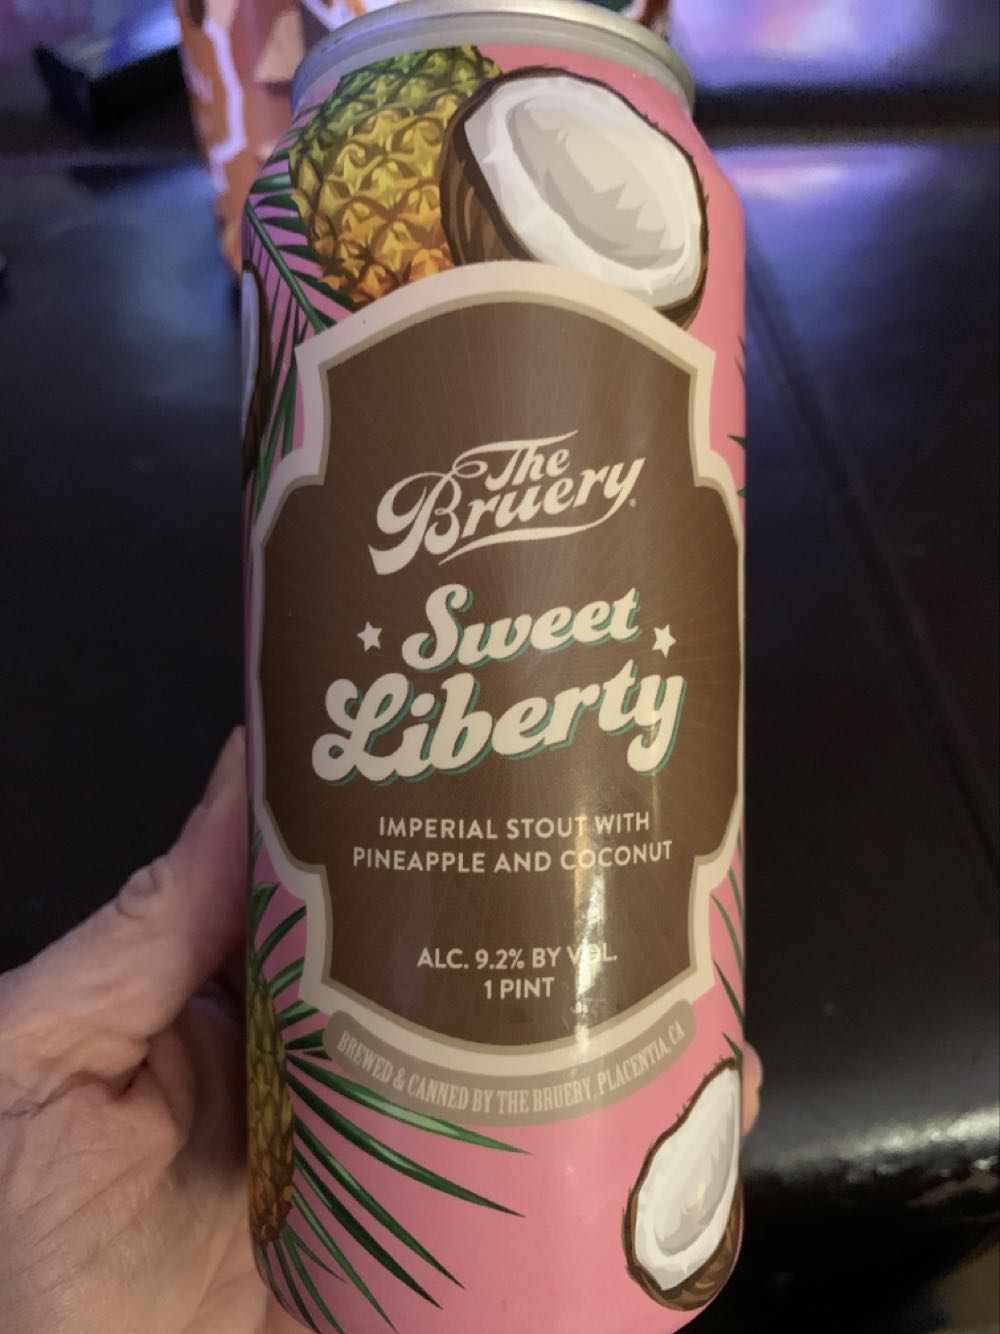 The
Bruery
Sweet
Liberty
IMPERIAL STOUT WITH
PINEAPPLE AND COCONUT
ALC. 9.2% BY VOL.
1 PINT
BREWED & CANNED BY THE BRUERY, PLACENTIA, CA